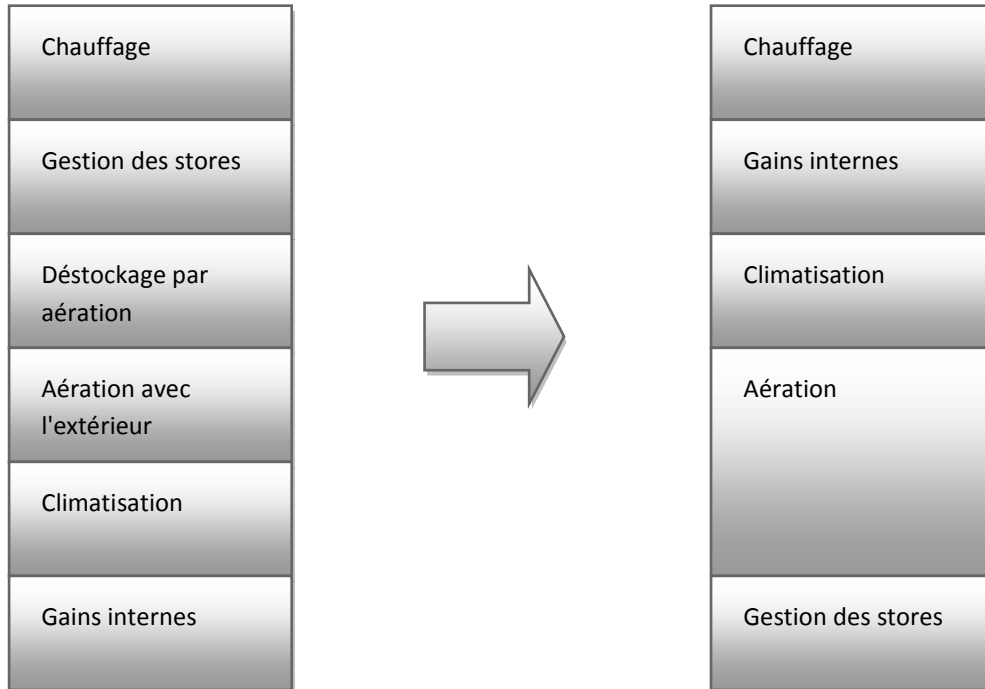 Chauffage
Gestion des stores
Déstockage par
aération
Aération avec
l'extérieur
Climatisation
Gains internes
Chauffage
Gains internes
Climatisation
Aération
Gestion des stores